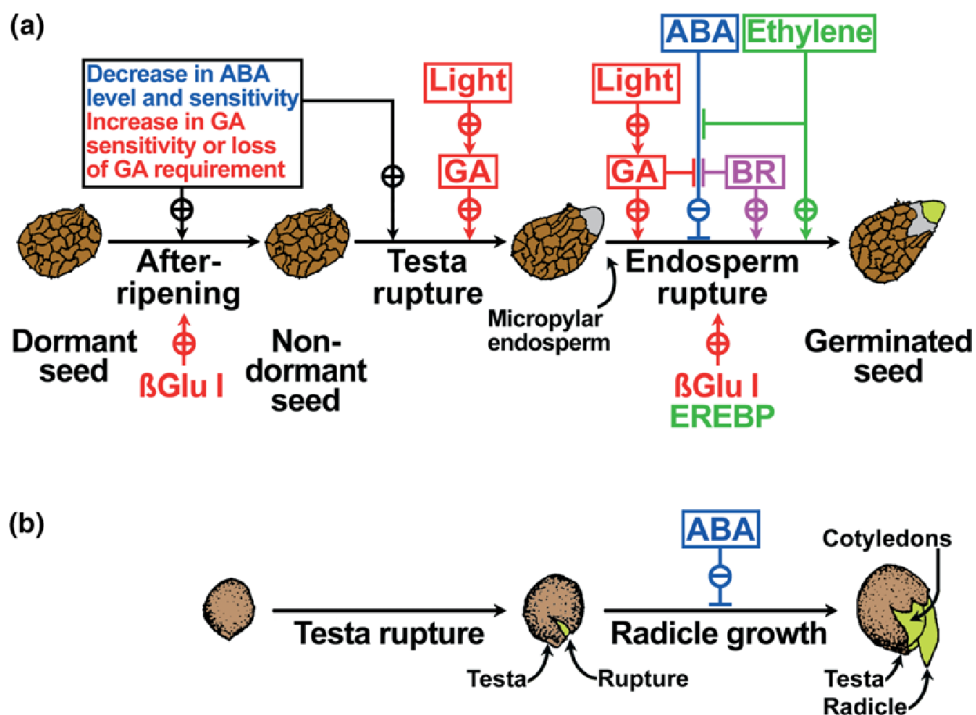 (a)
Decrease in ABA
level and sensitivity
Increase in GA
sensitivity or loss
of GA requirement
Light
GA
Light
GA
ABA
Ethylene
BR
After-
ripening
Testa
rupture
Endosperm
rupture
Micropylar
endosperm
Dormant
seed
ßGlu I
Non-
dormant
seed
ßGlu I
EREBP
Germinated
seed
(b)
ABA
Cotyledons
Testa rupture
Radicle growth
Testa
Rupture
Testa
Radicle